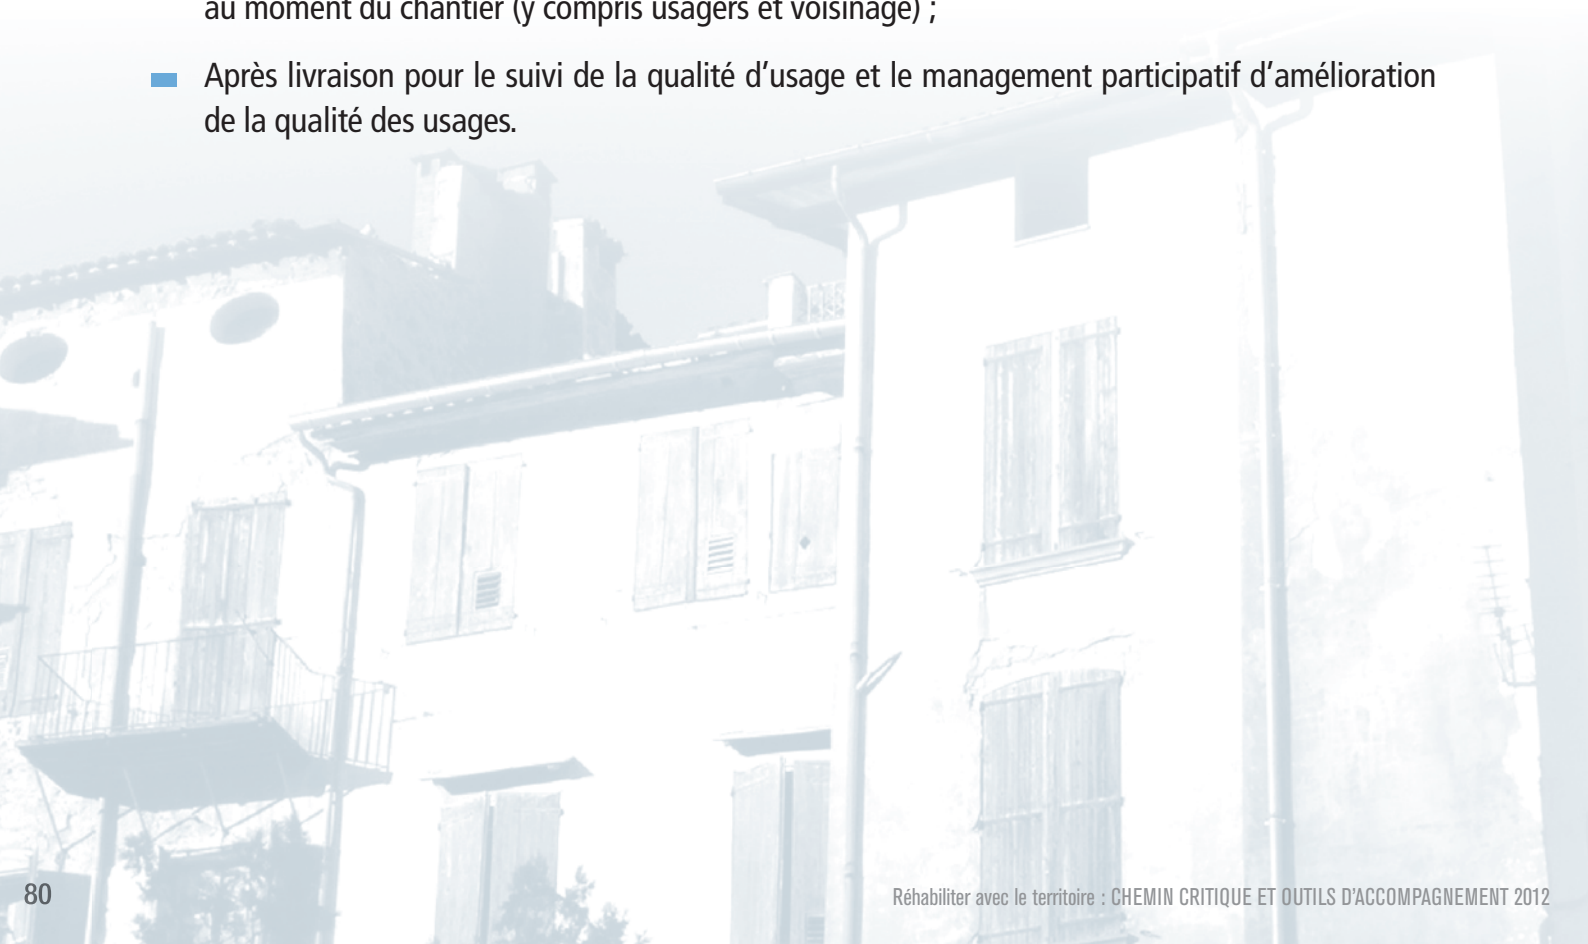 au moment du chantier (y compris usagers et voisinage) ;
Après livraison pour le suivi de la qualité d’usage et le management participatif d’amélioration
de la qualité des usages.
80
Réhabiliter avec le territoire : CHEMIN CRITIQUE ET OUTILS D’ACCOMPAGNEMENT 2012